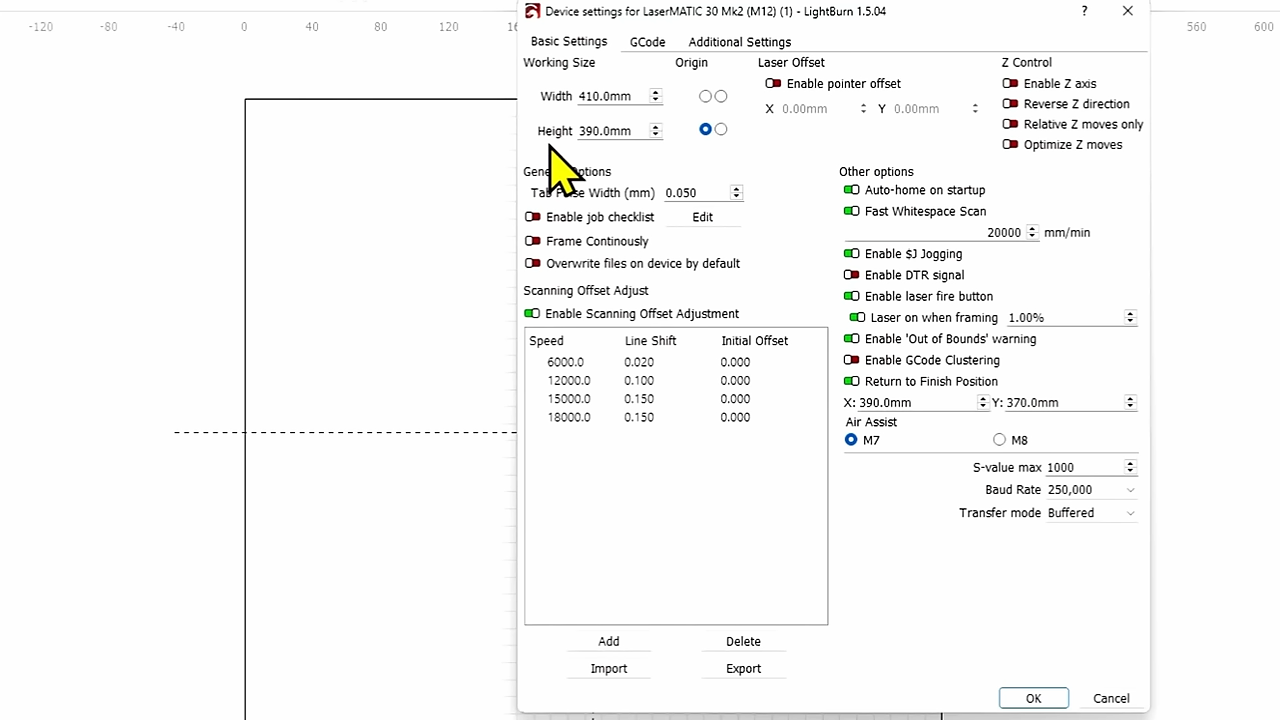 -120 -80 -40 0 40 80 120 560 600
Device settings for LaserMATIC 30 Mk2 (M12) (1) - LightBurn 1.5.04
?
Basic Settings GCode Additional Settings
Working Size
Width 410.0mm
Height 390.0mm
Origin
Laser Offset
Enable pointer offset
X 0.00mm Y 0.00mm
Z Control
Enable Z axis
Reverse Z direction
Relative Z moves only
Optimize Z moves
Width (mm) 0.050
Enable job checklist Edit
Frame Continously
Overwrite files on device by default
Scanning Offset Adjust
Enable Scanning Offset Adjustment
Speed Line Shift Initial Offset
6000.0 0.020 0.000
12000.0 0.100 0.000
15000.0 0.150 0.000
18000.0 0.150 0.000
Add Delete
Import Export
Other options
Auto-home on startup
Fast Whitespace Scan
20000 mm/min
Enable $J Jogging
Enable DTR signal
Enable laser fire button
Laser on when framing 1.00%
Enable 'Out of Bounds' warning
Enable GCode Clustering
Return to Finish Position
X: 390.0mm Y: 370.0mm
Air Assist
M7 M8
S-value max 1000
Baud Rate 250,000
Transfer mode Buffered
OK Cancel